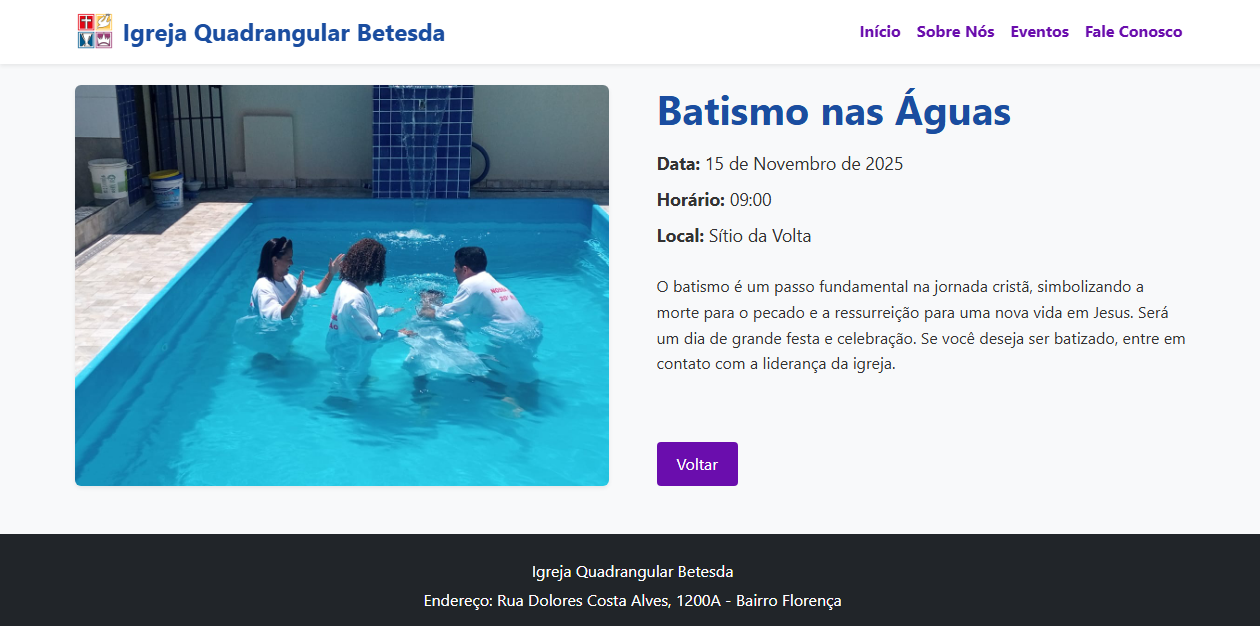 Igreja Quadrangular Betesda
Início Sobre Nós Eventos Fale Conosco
Batismo nas Águas
Data: 15 de Novembro de 2025
Horário: 09:00
Local: Sítio da Volta
O batismo é um passo fundamental na jornada cristã, simbolizando a
morte para o pecado e a ressurreição para uma nova vida em Jesus. Será
um dia de grande festa e celebração. Se você deseja ser batizado, entre em
contato com a liderança da igreja.
Voltar
Igreja Quadrangular Betesda
Endereço: Rua Dolores Costa Alves, 1200A - Bairro Florença